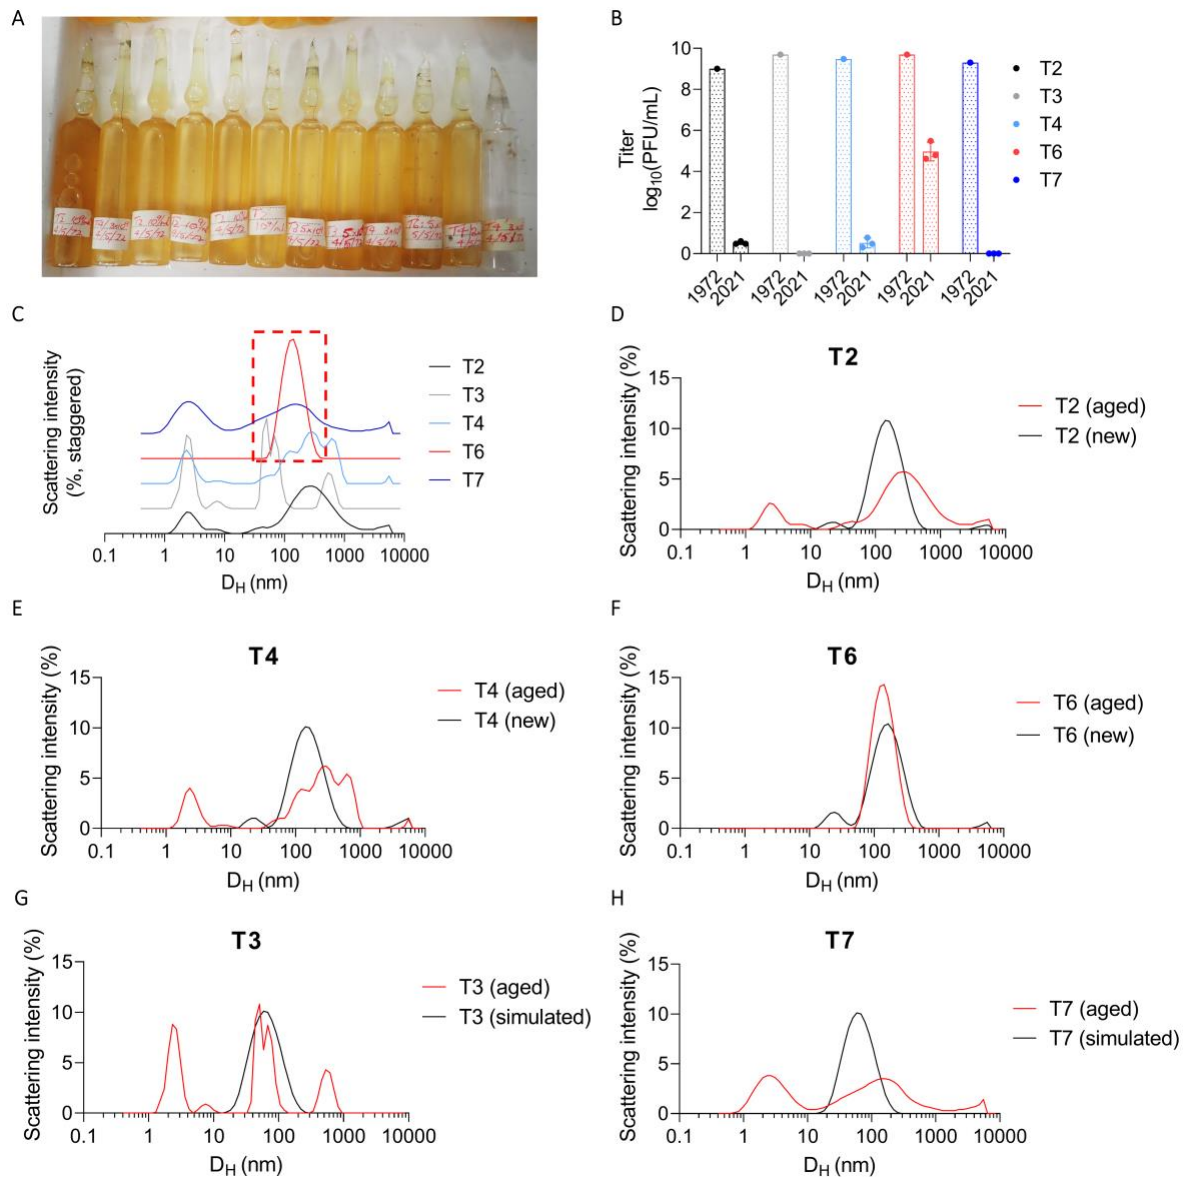 A
B
10
8
6
4
2
0
Titer
log10(PFU/mL)
1972
2021
1972
2021
1972
2021
1972
2021
1972
2021
T2
T3
T4
T6
T7
C
Scattering intensity
(%, staggered)
0.1
1
10
100
1000
10000
DH (nm)
T2
T3
T4
T6
T7
D
T2
Scattering intensity (%)
15
10
5
0
0.1
1
10
100
1000
10000
DH (nm)
T2 (aged)
T2 (new)
E
T4
Scattering intensity (%)
15
10
5
0
0.1
1
10
100
1000
10000
DH (nm)
T4 (aged)
T4 (new)
F
T6
Scattering intensity (%)
15
10
5
0
0.1
1
10
100
1000
10000
DH (nm)
T6 (aged)
T6 (new)
G
T3
Scattering intensity (%)
15
10
5
0
0.1
1
10
100
1000
10000
DH (nm)
T3 (aged)
T3 (simulated)
H
T7
Scattering intensity (%)
15
10
5
0
0.1
1
10
100
1000
10000
DH (nm)
T7 (aged)
T7 (simulated)